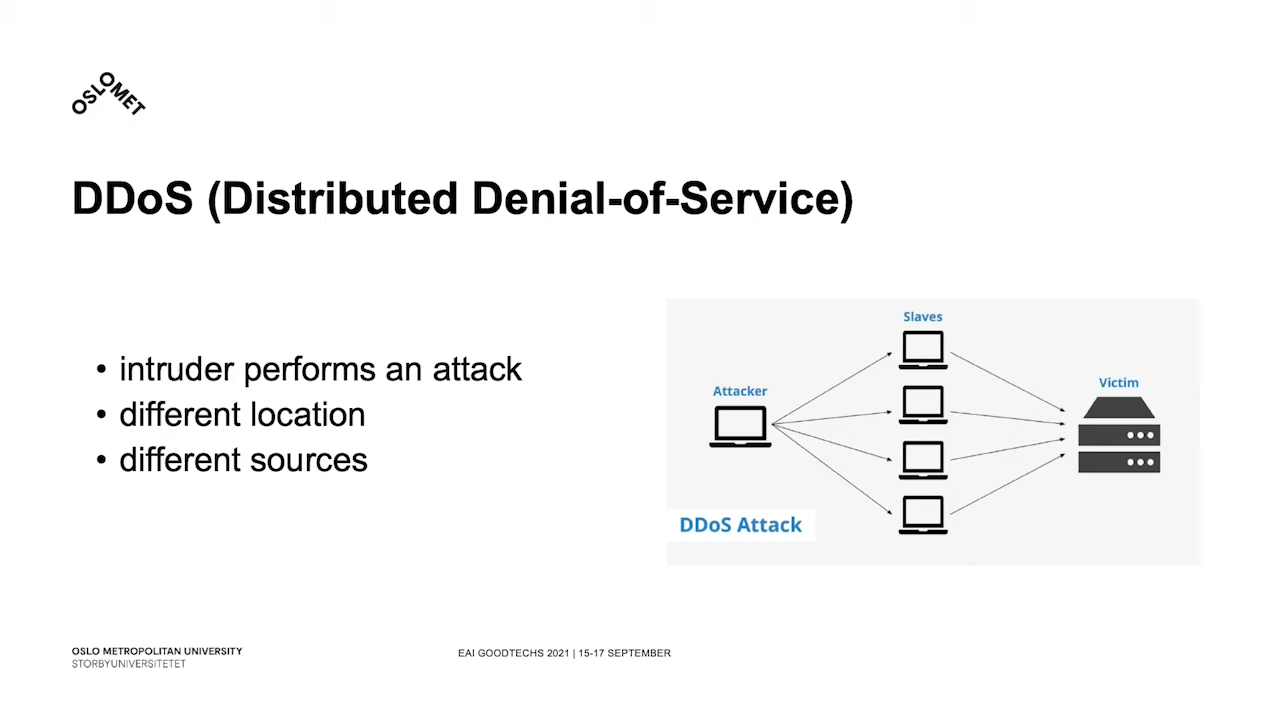 OSLOMET
DDoS (Distributed Denial-of-Service)
• intruder performs an attack
• different location
• different sources
Slaves
Attacker
Victim
DDoS Attack
OSLO METROPOLITAN UNIVERSITY
STORBYUNIVERSITETET
EAI GOODTECHS 2021 | 15-17 SEPTEMBER